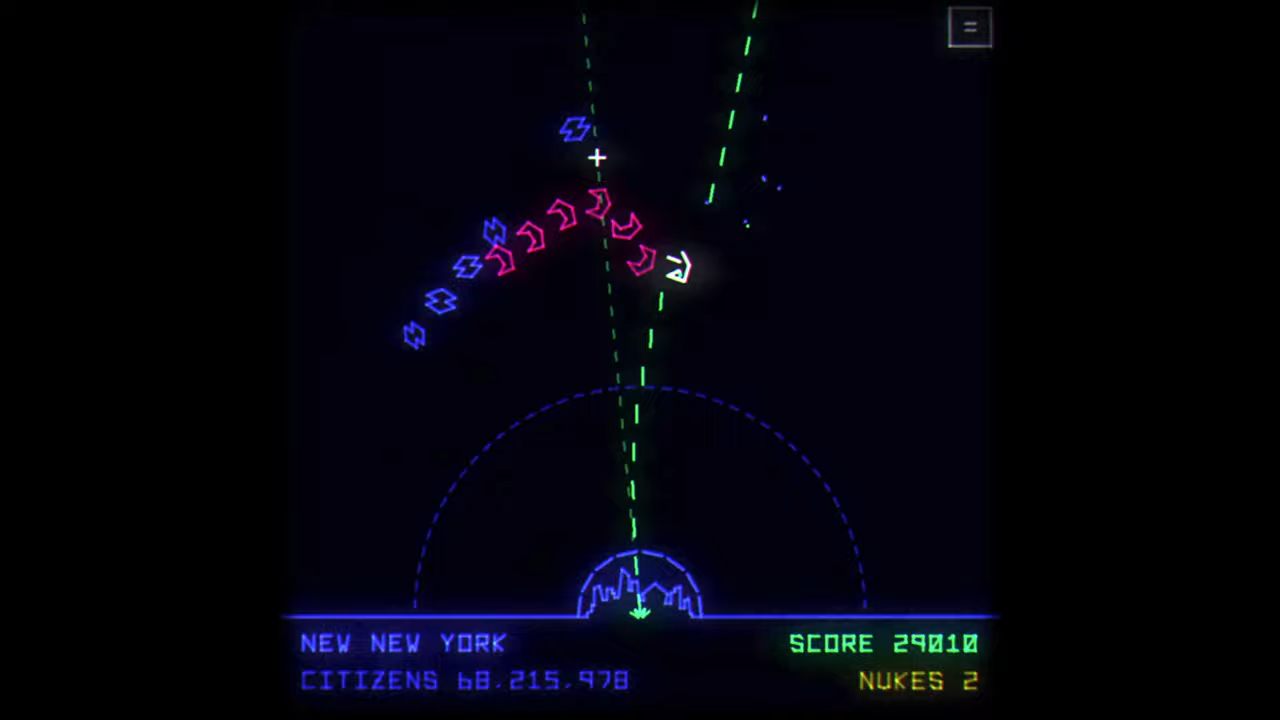 NEW NEW YORK
SCORE 29010
CITIZENS 68.215.978
NUKES 2